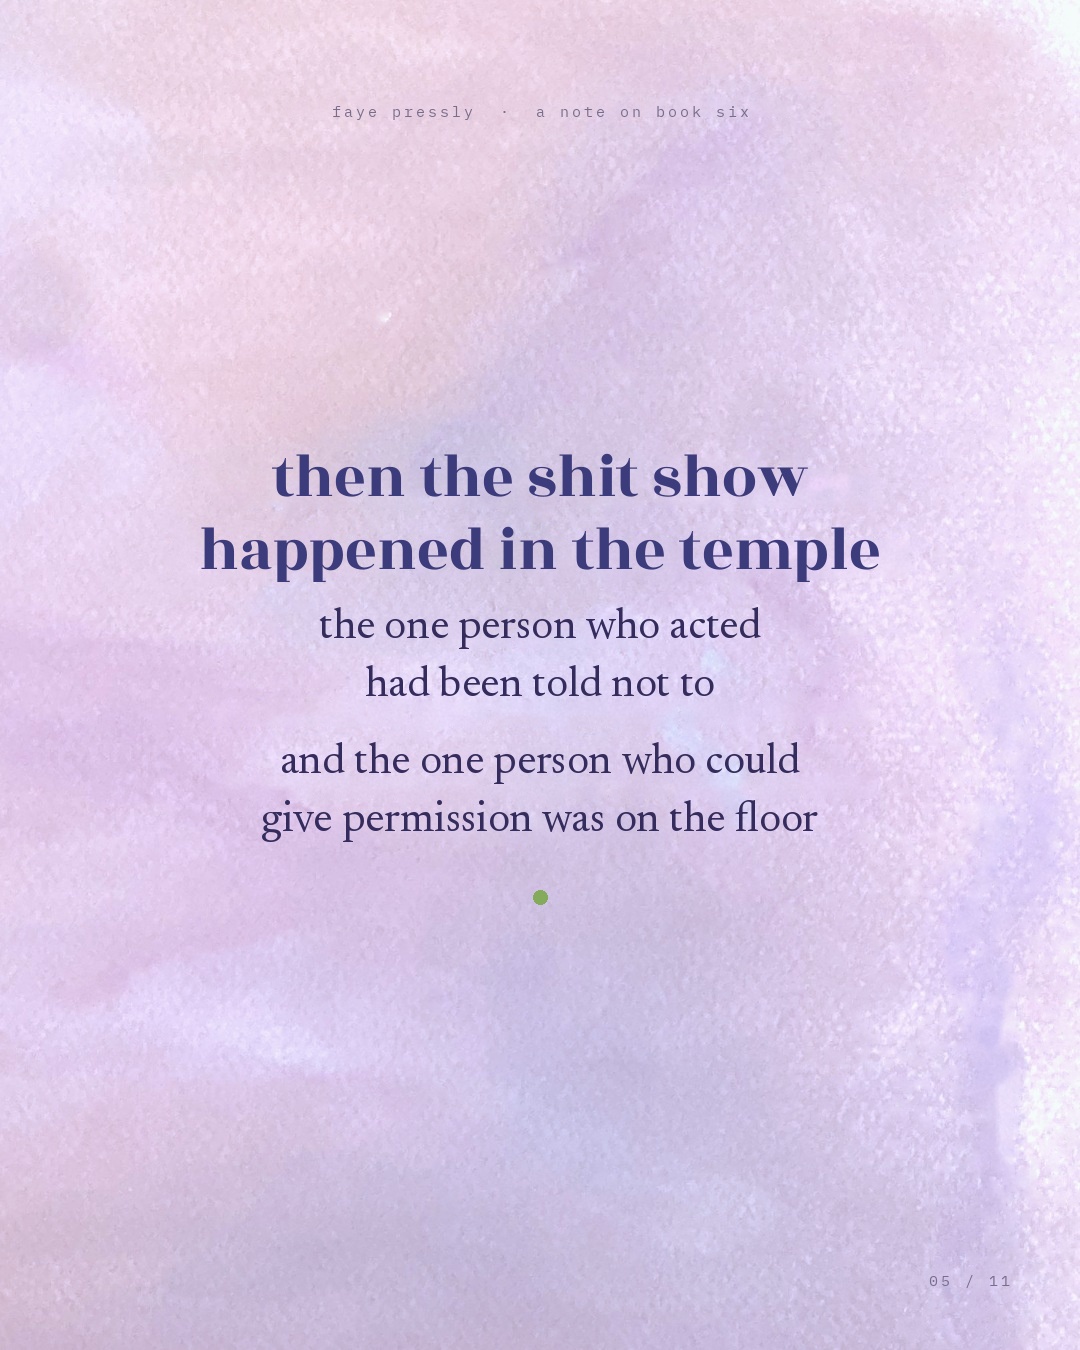 faye pressly · a note on book six
then the shit show
happened in the temple
the one person who acted
had been told not to
and the one person who could
give permission was on the floor
05 / 11